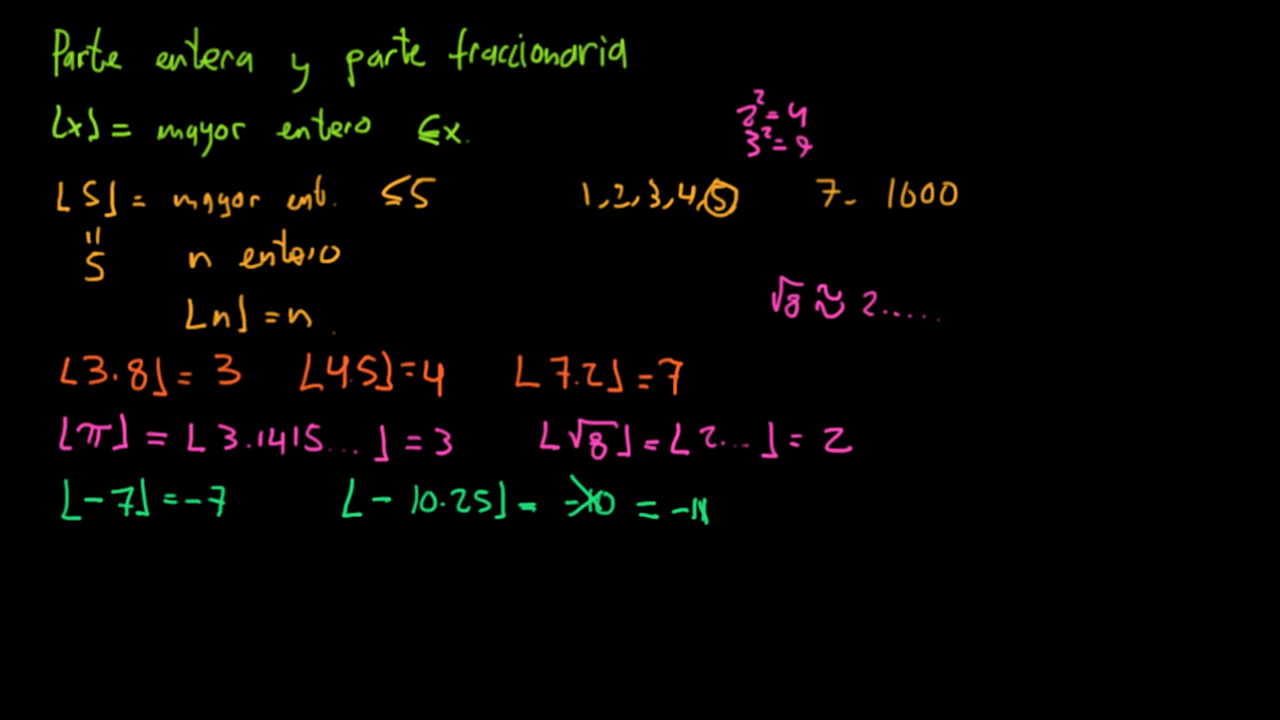 Parte entera y parte fraccionaria
⌊x⌋ = mayor entero ≤x.
2² = 4
3² = 9
⌊5⌋ = mayor ent. ≤5 1,2,3,4,5 7. 1000
=
5 n entero
⌊n⌋ = n
√8 ≈ 2.....
⌊3.8⌋ = 3 ⌊4.5⌋ = 4 ⌊7.2⌋ = 7
⌊π⌋ = ⌊3.1415...⌋ = 3 ⌊√8⌋ = ⌊2...⌋ = 2
⌊-7⌋ = -7 ⌊-10.25⌋ = -10 = -11